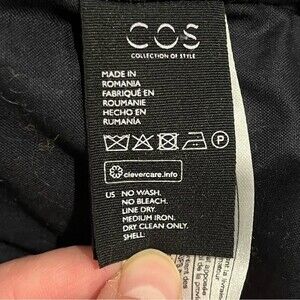 COS
COLLECTION OF STYLE
MADE IN
ROMANIA
FABRIQUÉ EN
ROUMANIE
HECHO EN
RUMANÍA
P
clevercare.info
US NO WASH.
NO BLEACH.
LINE DRY.
MEDIUM IRON.
DRY CLEAN ONLY.
SHELL: